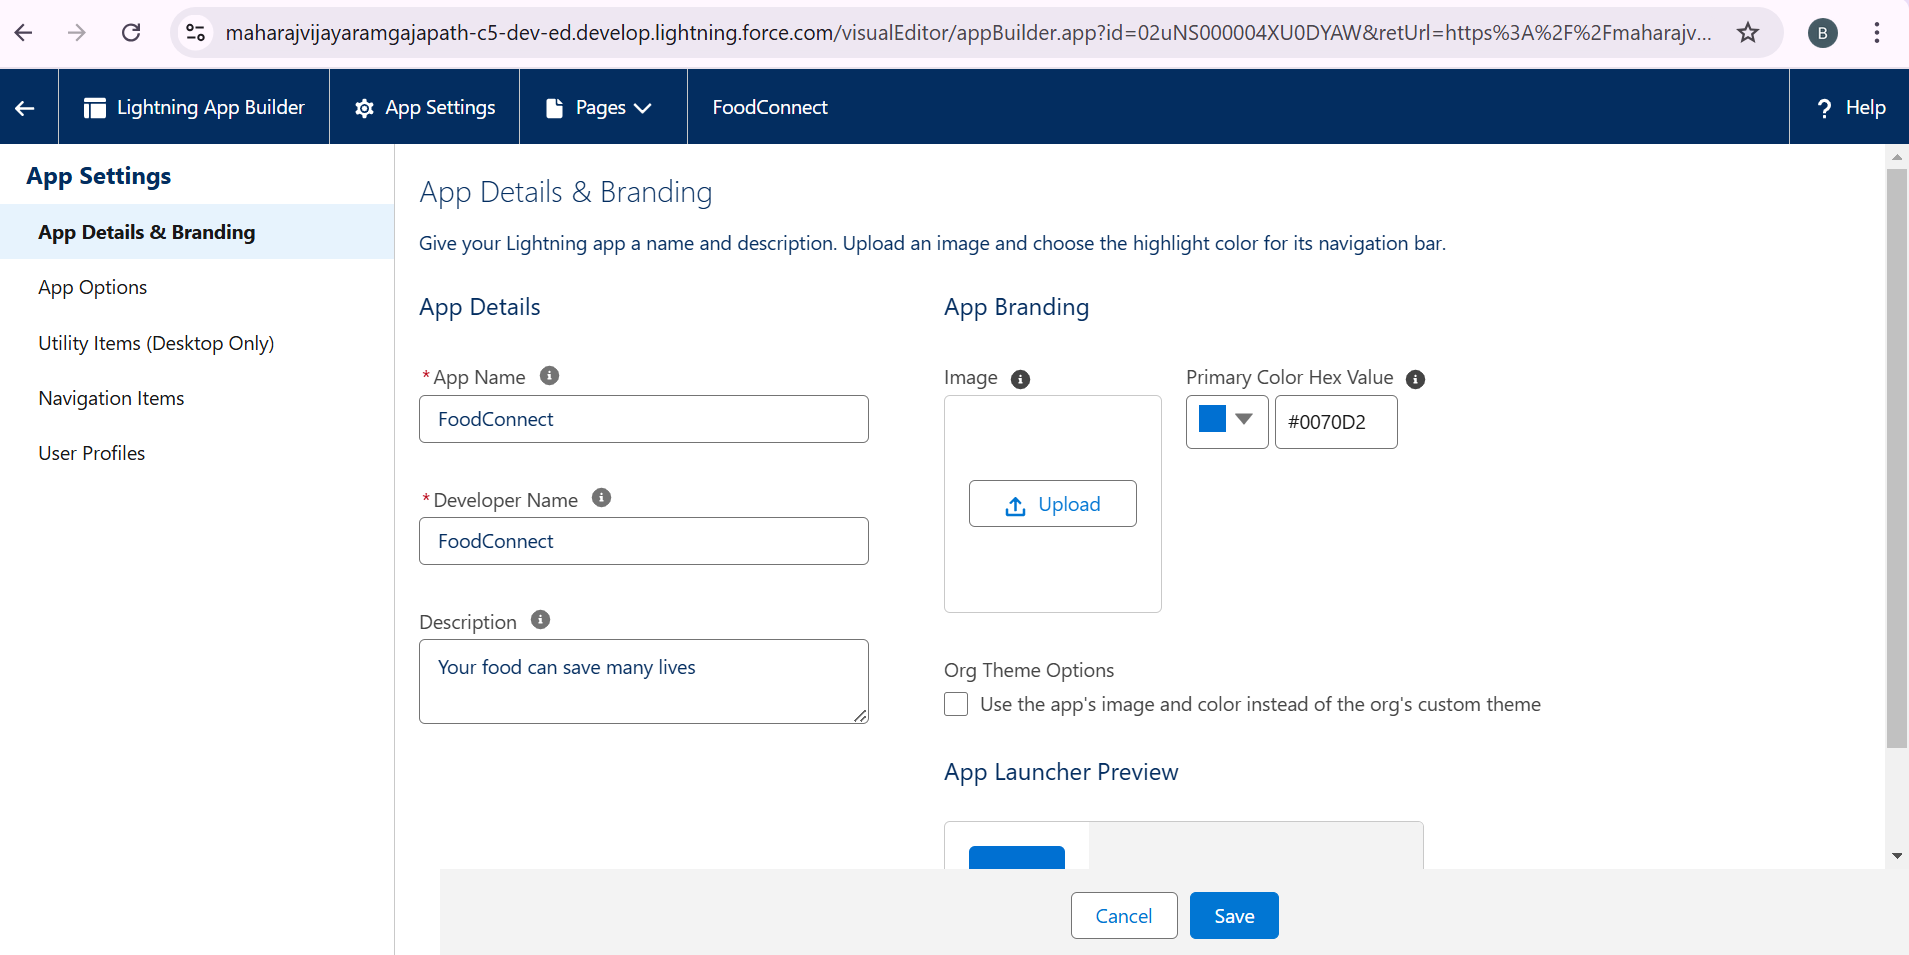 maharajvijayaramgajapath-c5-dev-ed.develop.lightning.force.com/visualEditor/appBuilder.app?id=02uNS000004XU0DYAW&retUrl=https%3A%2F%2Fmaharajv...
B
Lightning App Builder
App Settings
Pages
FoodConnect
? Help
App Settings
App Details & Branding
App Options
Utility Items (Desktop Only)
Navigation Items
User Profiles
App Details & Branding
Give your Lightning app a name and description. Upload an image and choose the highlight color for its navigation bar.
App Details
*App Name
FoodConnect
*Developer Name
FoodConnect
Description
Your food can save many lives
App Branding
Image
Upload
Primary Color Hex Value
#0070D2
Org Theme Options
Use the app's image and color instead of the org's custom theme
App Launcher Preview
Cancel
Save